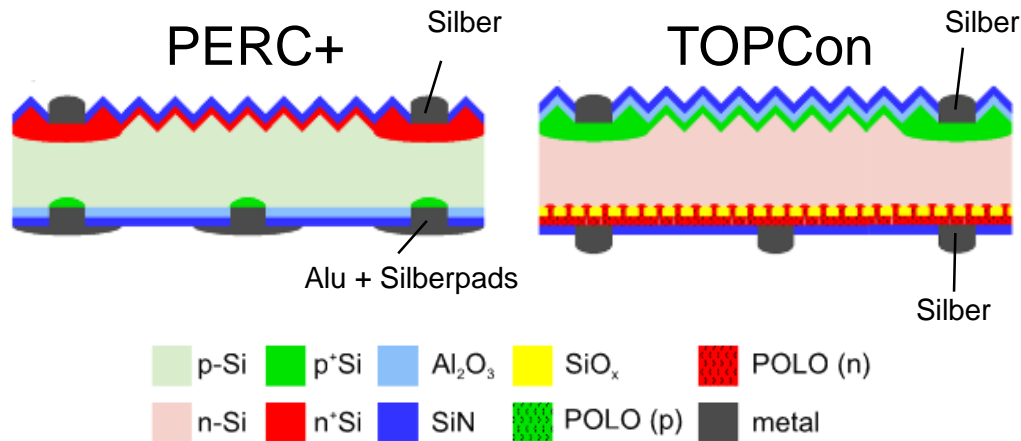 PERC+
Silber
TOPCon
Silber
Alu + Silberpads
Silber
p-Si
p⁺Si
Al₂O₃
SiOₓ
POLO (n)
n-Si
n⁺Si
SiN
POLO (p)
metal